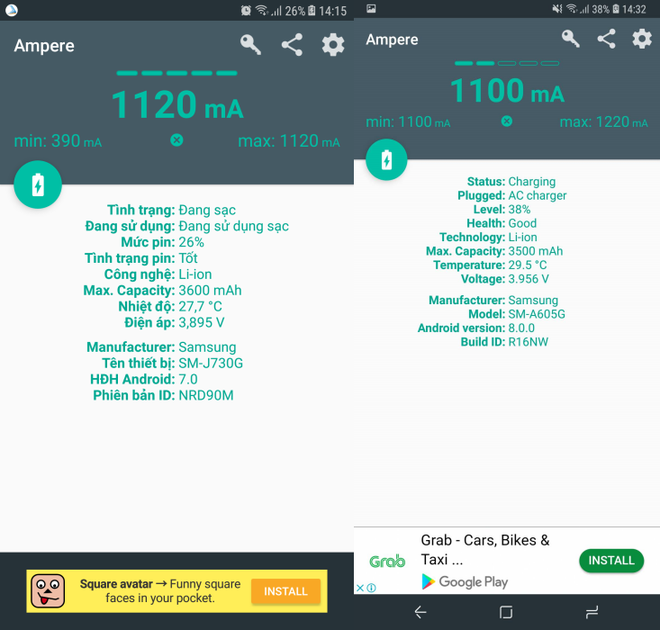 26% 14:15
Ampere
1120 mA
min: 390 mA
max: 1120 mA
Tình trạng: Đang sạc
Đang sử dụng: Đang sử dụng sạc
Mức pin: 26%
Tình trạng pin: Tốt
Công nghệ: Li-ion
Max. Capacity: 3600 mAh
Nhiệt độ: 27,7 °C
Điện áp: 3,895 V
Manufacturer: Samsung
Tên thiết bị: SM-J730G
HĐH Android: 7.0
Phiên bản ID: NRD90M
Square avatar → Funny square
faces in your pocket.
INSTALL
38% 14:32
Ampere
1100 mA
min: 1100 mA
max: 1220 mA
Status: Charging
Plugged: AC charger
Level: 38%
Health: Good
Technology: Li-ion
Max. Capacity: 3500 mAh
Temperature: 29.5 °C
Voltage: 3.956 V
Manufacturer: Samsung
Model: SM-A605G
Android version: 8.0.0
Build ID: R16NW
Grab
Grab - Cars, Bikes &
Taxi ...
Google Play
INSTALL